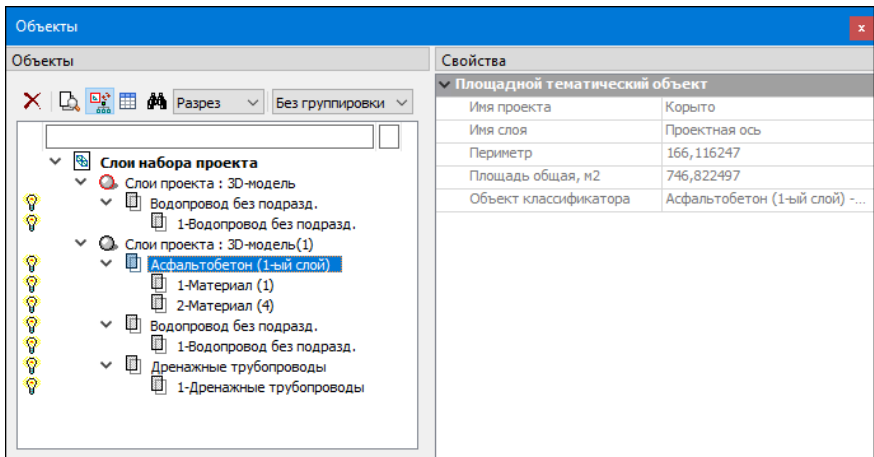 Объекты
x
Объекты
Разрез
Без группировки
Слои набора проекта
Слои проекта : 3D-модель
Водопровод без подразд.
1-Водопровод без подразд.
Слои проекта : 3D-модель(1)
Асфальтобетон (1-ый слой)
1-Материал (1)
2-Материал (4)
Водопровод без подразд.
1-Водопровод без подразд.
Дренажные трубопроводы
1-Дренажные трубопроводы
Свойства
Площадной тематический объект
Имя проекта Корыто
Имя слоя Проектная ось
Периметр 166,116247
Площадь общая, м2 746,822497
Объект классификатора Асфальтобетон (1-ый слой) -...